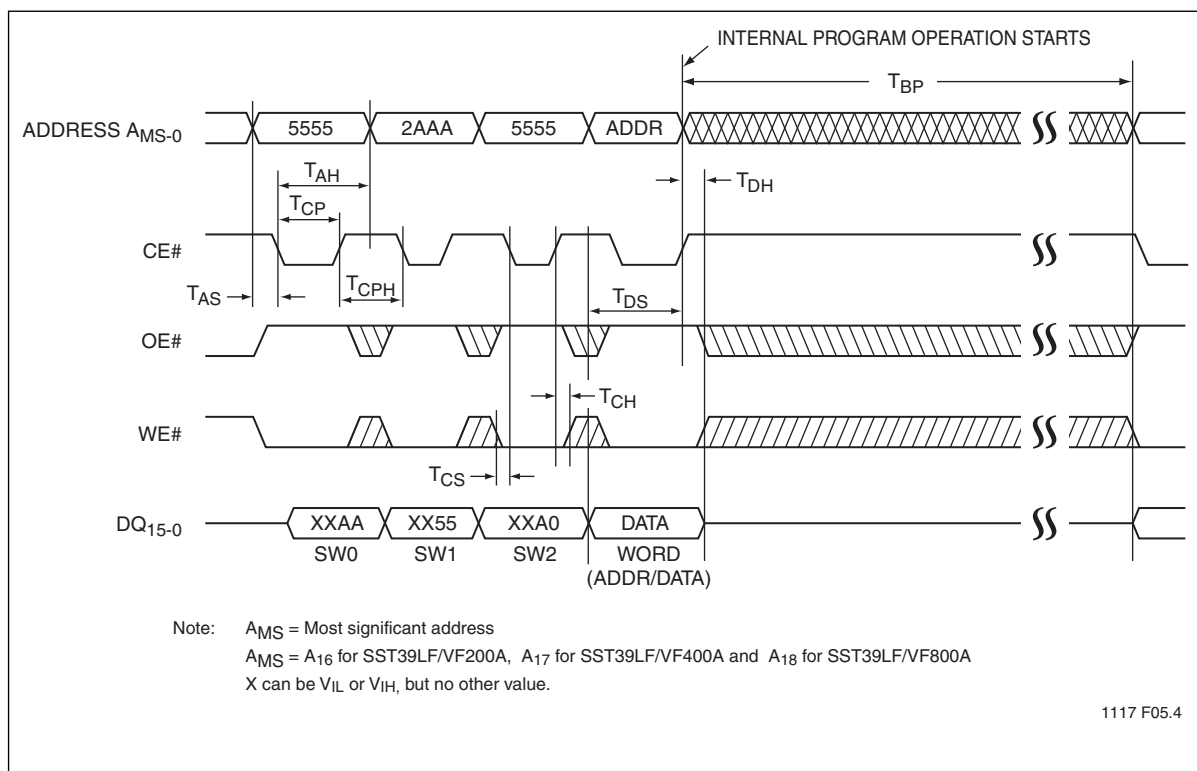 INTERNAL PROGRAM OPERATION STARTS
TBP
ADDRESS AMS-0
5555
2AAA
5555
ADDR
TAH
TDH
TCP
CE#
TAS
TCPH
TDS
OE#
TCH
WE#
TCS
DQ15-0
XXAA
XX55
XXA0
DATA
SW0
SW1
SW2
WORD
(ADDR/DATA)
Note: AMS = Most significant address
AMS = A16 for SST39LF/VF200A, A17 for SST39LF/VF400A and A18 for SST39LF/VF800A
X can be VIL or VIH, but no other value.
1117 F05.4